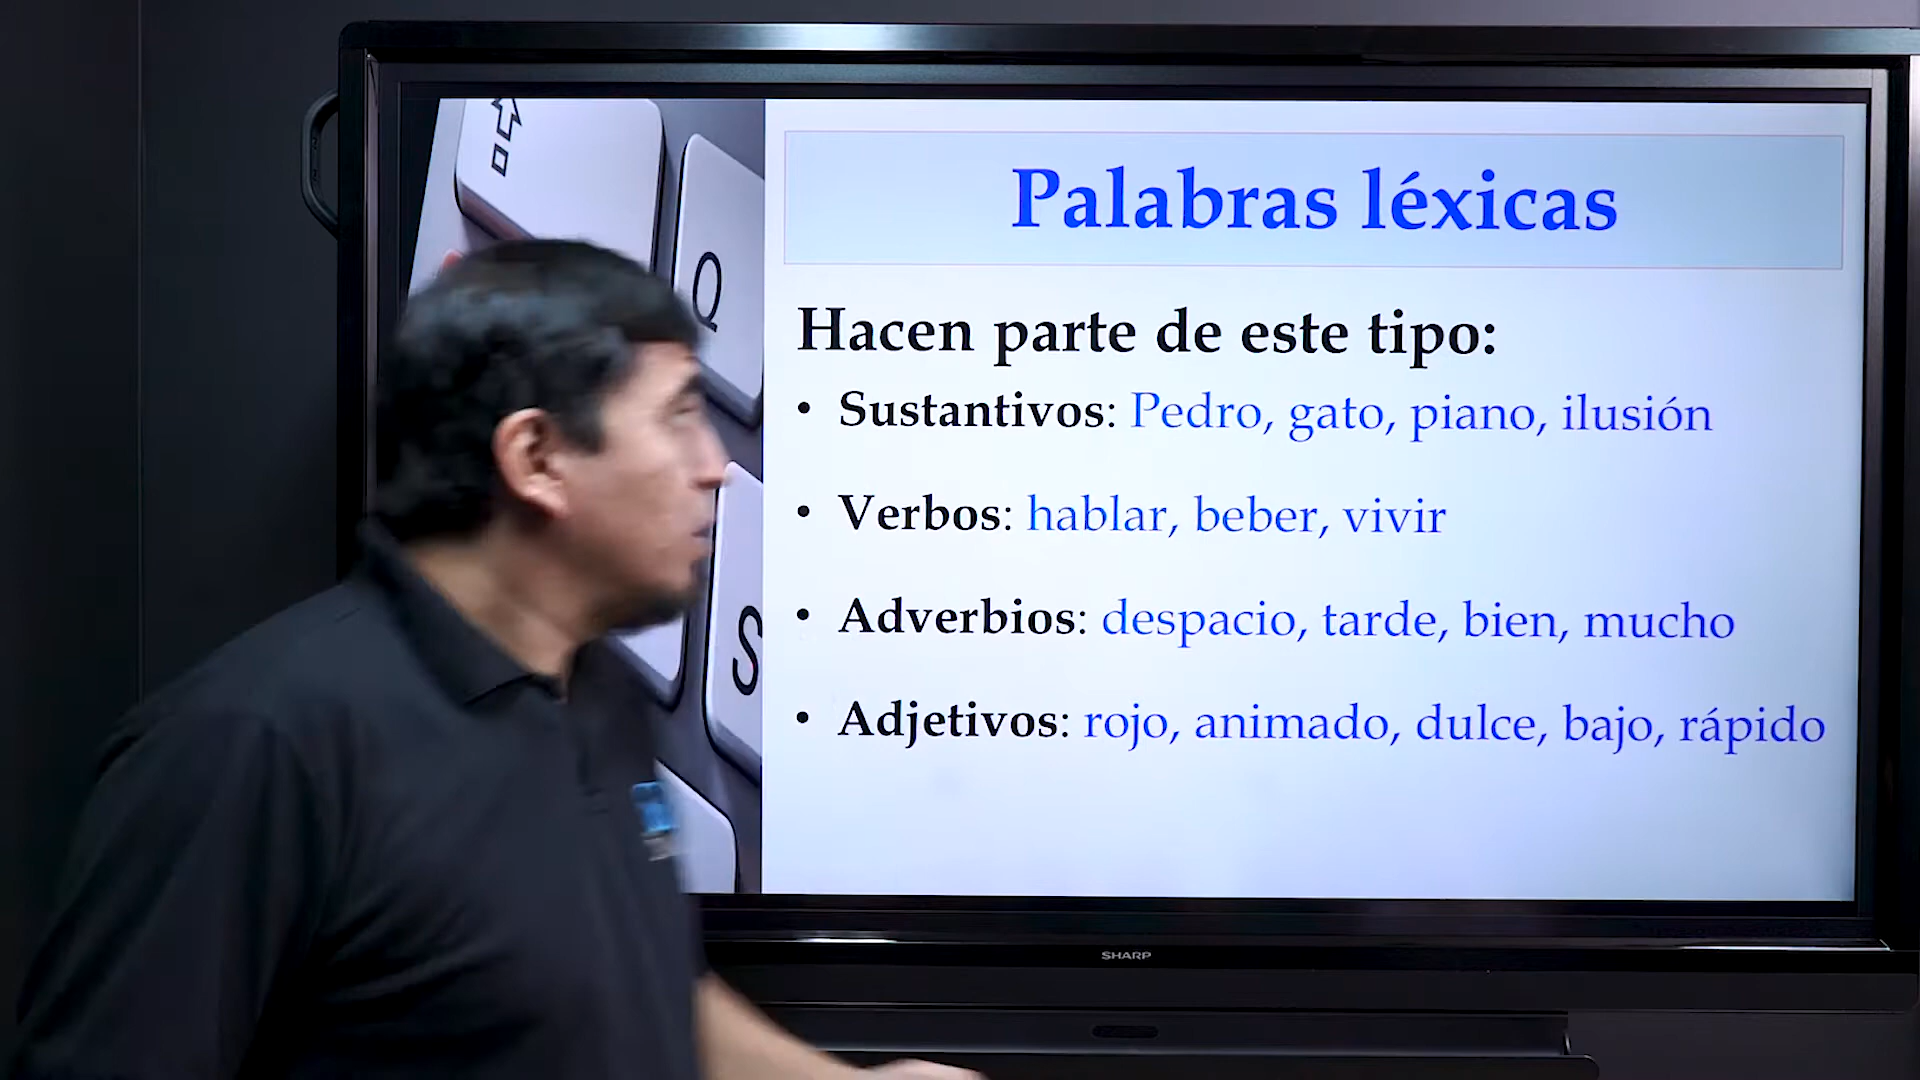 Palabras léxicas
Hacen parte de este tipo:
• Sustantivos: Pedro, gato, piano, ilusión
• Verbos: hablar, beber, vivir
• Adverbios: despacio, tarde, bien, mucho
• Adjetivos: rojo, animado, dulce, bajo, rápido
Q
S
SHARP